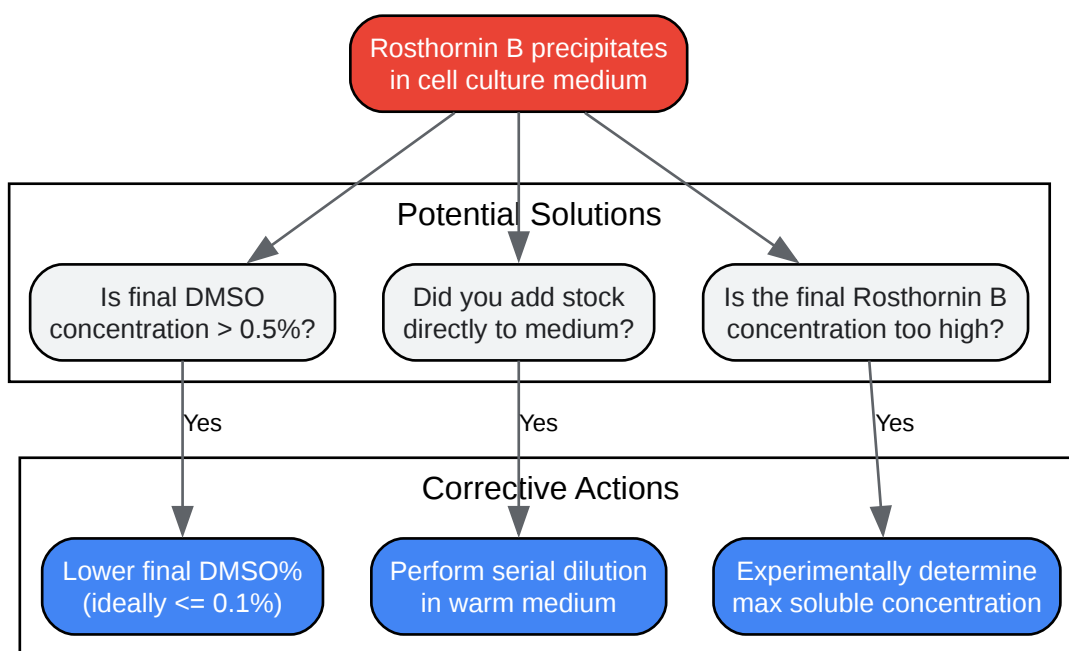 Rosthornin B precipitates
in cell culture medium
Potential Solutions
Is final DMSO
concentration > 0.5%?
Did you add stock
directly to medium?
Is the final Rosthornin B
concentration too high?
Yes
Yes
Yes
Corrective Actions
Lower final DMSO%
(ideally <= 0.1%)
Perform serial dilution
in warm medium
Experimentally determine
max soluble concentration